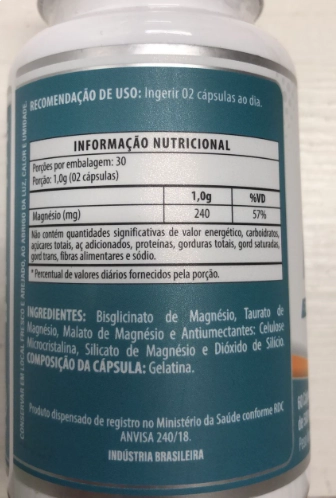 RECOMENDAÇÃO DE USO: Ingerir 02 cápsulas ao dia.
INFORMAÇÃO NUTRICIONAL
Porções por embalagem: 30
Porção: 1,0g (02 cápsulas)
1,0g %VD
Magnésio (mg) 240 57%
Não contém quantidades significativas de valor energético, carboidratos,
açúcares totais, aç adicionados, proteínas, gorduras totais, gord saturadas,
gord trans, fibras alimentares e sódio.
* Percentual de valores diários fornecidos pela porção.
INGREDIENTES: Bisglicinato de Magnésio, Taurato de
Magnésio, Malato de Magnésio e Antiumectantes: Celulose
Microcristalina, Silicato de Magnésio e Dióxido de Silício.
COMPOSIÇÃO DA CÁPSULA: Gelatina.
Produto dispensado de registro no Ministério da Saúde conforme RDC
ANVISA 240/18.
INDÚSTRIA BRASILEIRA
CONSERVAR EM LOCAL FRESCO E AREJADO, AO ABRIGO DA LUZ, CALOR E UMIDADE.